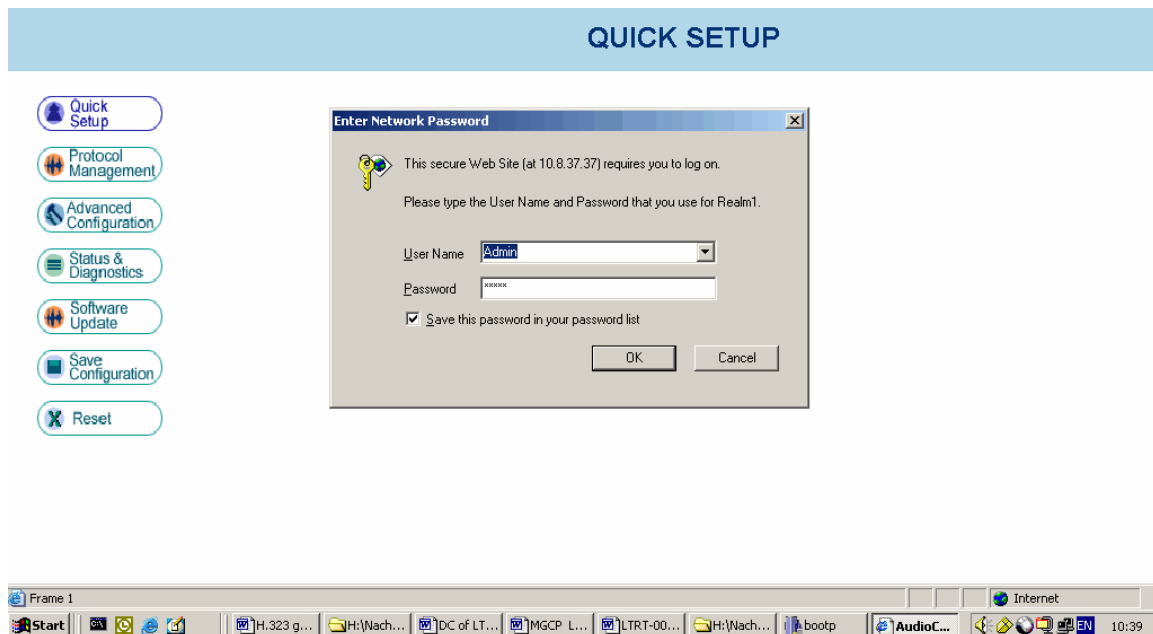 QUICK SETUP
Quick
Setup
Protocol
Management
Advanced
Configuration
Status &
Diagnostics
Software
Update
Save
Configuration
Reset
Enter Network Password
This secure Web Site (at 10.8.37.37) requires you to log on.
Please type the User Name and Password that you use for Realm1.
User Name Admin
Password xxxxx
Save this password in your password list
OK Cancel
Frame 1 Internet
Start H.323 g... H:\Nach... DC of LT... MGCP L... LTRT-00... H:\Nach... bootp AudioC... EN 10:39